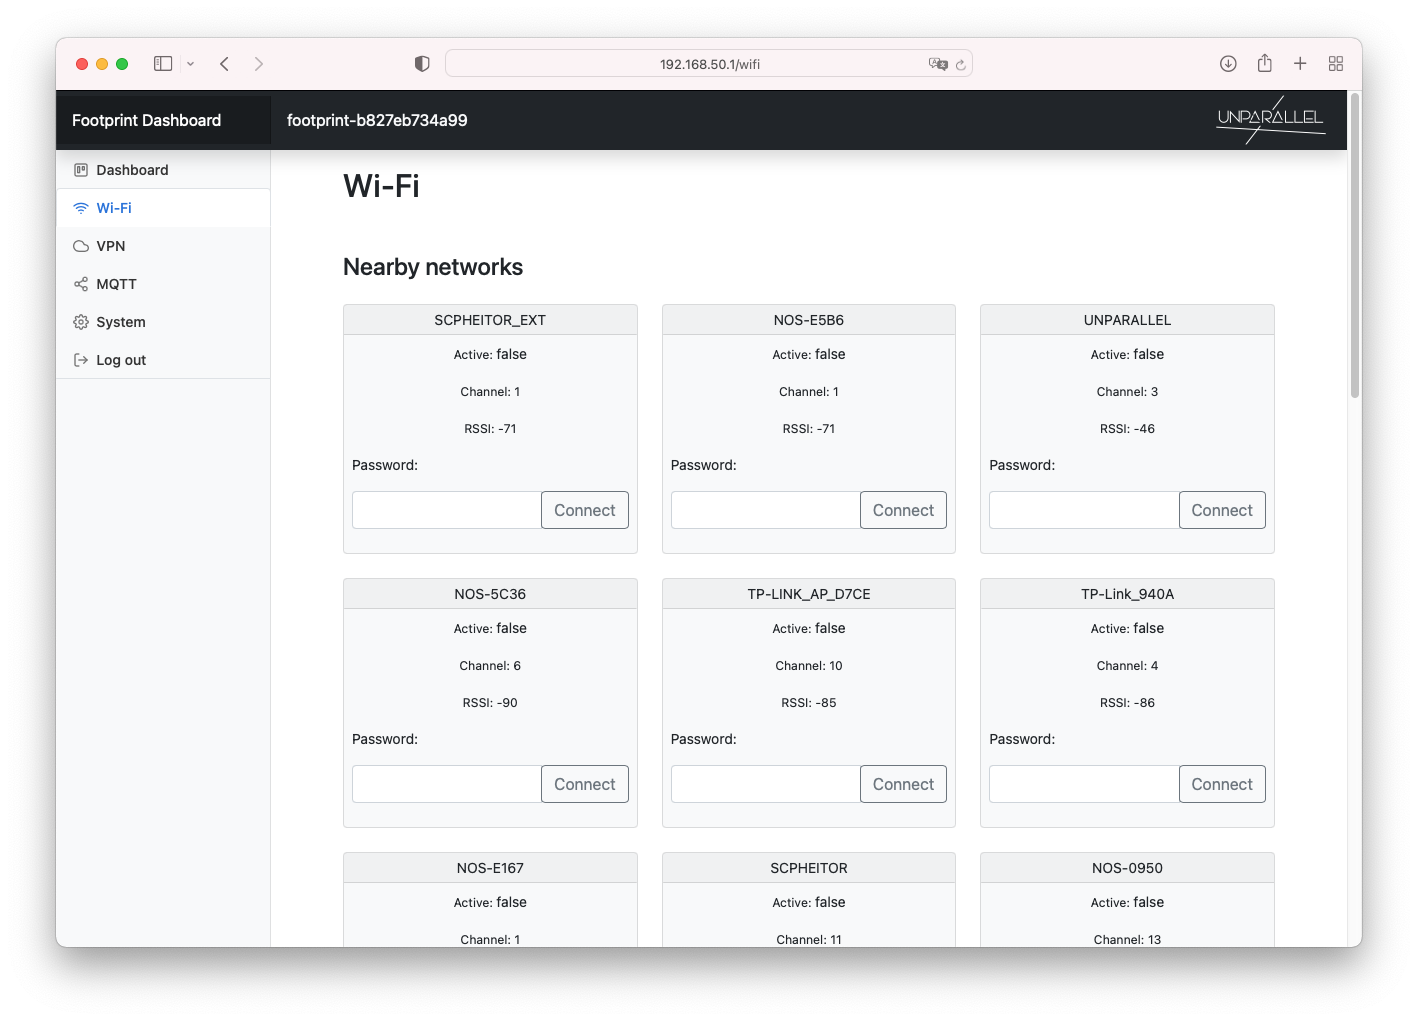 192.168.50.1/wifi
Footprint Dashboard
footprint-b827eb734a99
UNPARALLEL
Dashboard
Wi-Fi
VPN
MQTT
System
Log out
Wi-Fi
Nearby networks
SCPHEITOR_EXT
Active: false
Channel: 1
RSSI: -71
Password:
Connect
NOS-E5B6
Active: false
Channel: 1
RSSI: -71
Password:
Connect
UNPARALLEL
Active: false
Channel: 3
RSSI: -46
Password:
Connect
NOS-5C36
Active: false
Channel: 6
RSSI: -90
Password:
Connect
TP-LINK_AP_D7CE
Active: false
Channel: 10
RSSI: -85
Password:
Connect
TP-Link_940A
Active: false
Channel: 4
RSSI: -86
Password:
Connect
NOS-E167
Active: false
Channel: 1
SCPHEITOR
Active: false
Channel: 11
NOS-0950
Active: false
Channel: 13